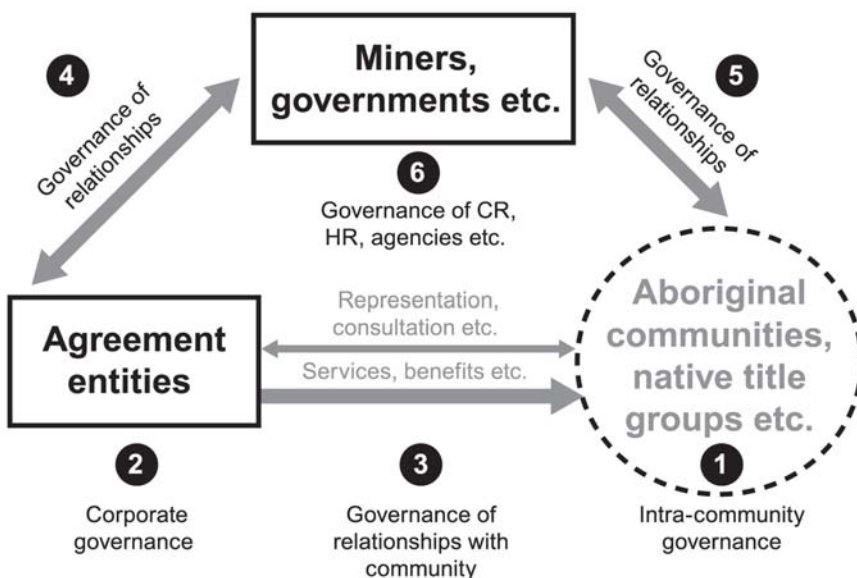 4
Miners,
governments etc.
5
Governance of
relationships
Governance of
relationships
6
Governance of CR,
HR, agencies etc.
Agreement
entities
Representation,
consultation etc.
Services, benefits etc.
Aboriginal
communities,
native title
groups etc.
2
3
1
Corporate
governance
Governance of
relationships with
community
Intra-community
governance